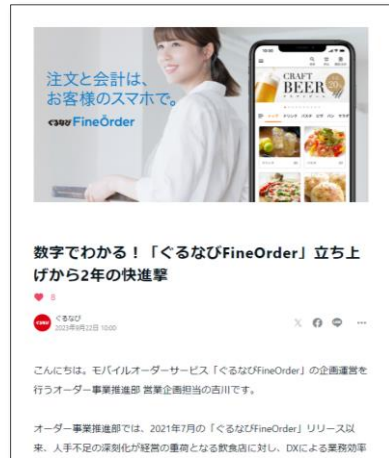 注文と会計は、
お客様のスマホで。
ぐるなび FineOrder
CRAFT
BEER
数字でわかる！「ぐるなびFineOrder」立ち上
げから2年の快進撃
8
ぐるなび
2023年9月22日 10:00
こんにちは。モバイルオーダーサービス「ぐるなびFineOrder」の企画運営を
行うオーダー事業推進部 営業企画担当の吉川です。
オーダー事業推進部では、2021年7月の「ぐるなびFineOrder」リリース以
来、人手不足の深刻化が経営の重荷となる飲食店に対し、DXによる業務効率